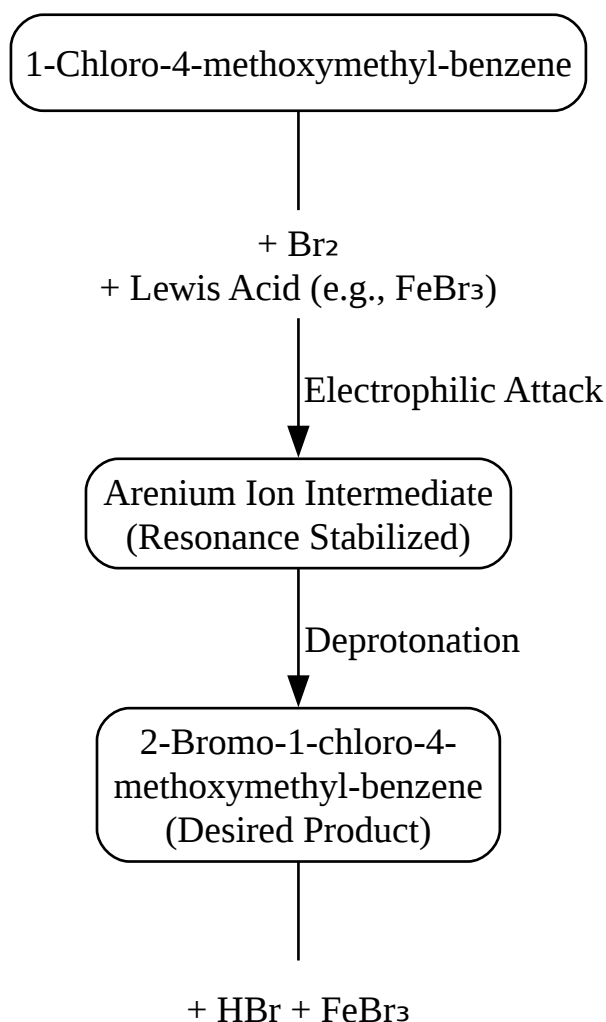 1-Chloro-4-methoxymethyl-benzene
+ Br₂
+ Lewis Acid (e.g., FeBr₃)
Electrophilic Attack
Arenium Ion Intermediate
(Resonance Stabilized)
Deprotonation
2-Bromo-1-chloro-4-
methoxymethyl-benzene
(Desired Product)
+ HBr + FeBr₃